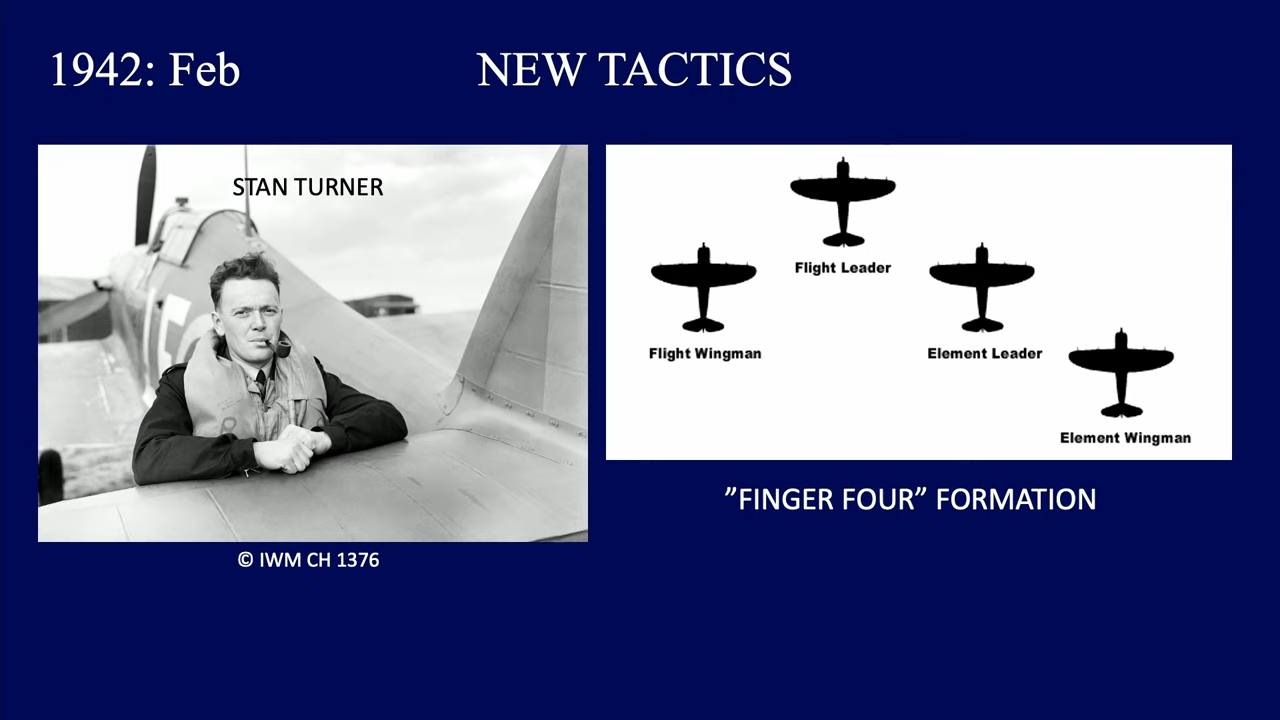 1942: Feb
NEW TACTICS
STAN TURNER
© IWM CH 1376
Flight Leader
Flight Wingman
Element Leader
Element Wingman
”FINGER FOUR” FORMATION